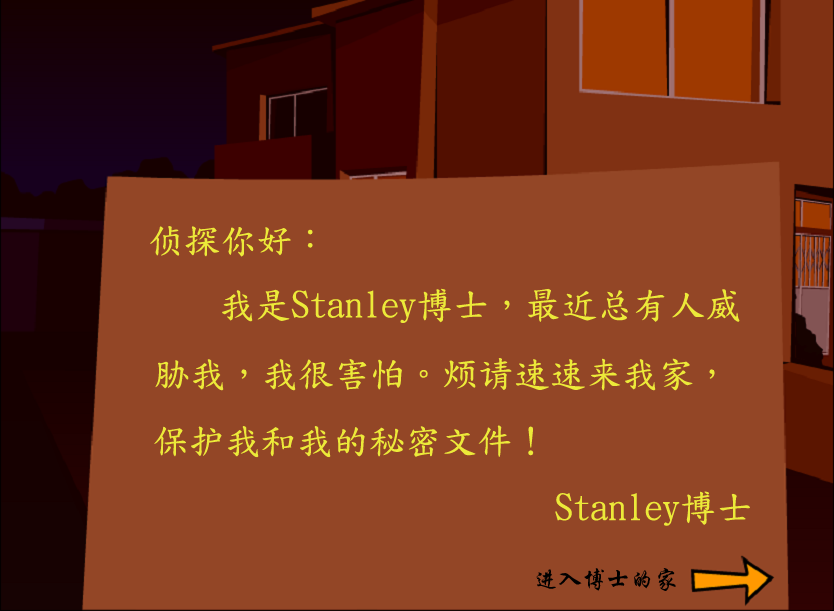 侦探你好：
我是Stanley博士，最近总有人威
胁我，我很害怕。烦请速速来我家，
保护我和我的秘密文件！
Stanley博士
进入博士的家